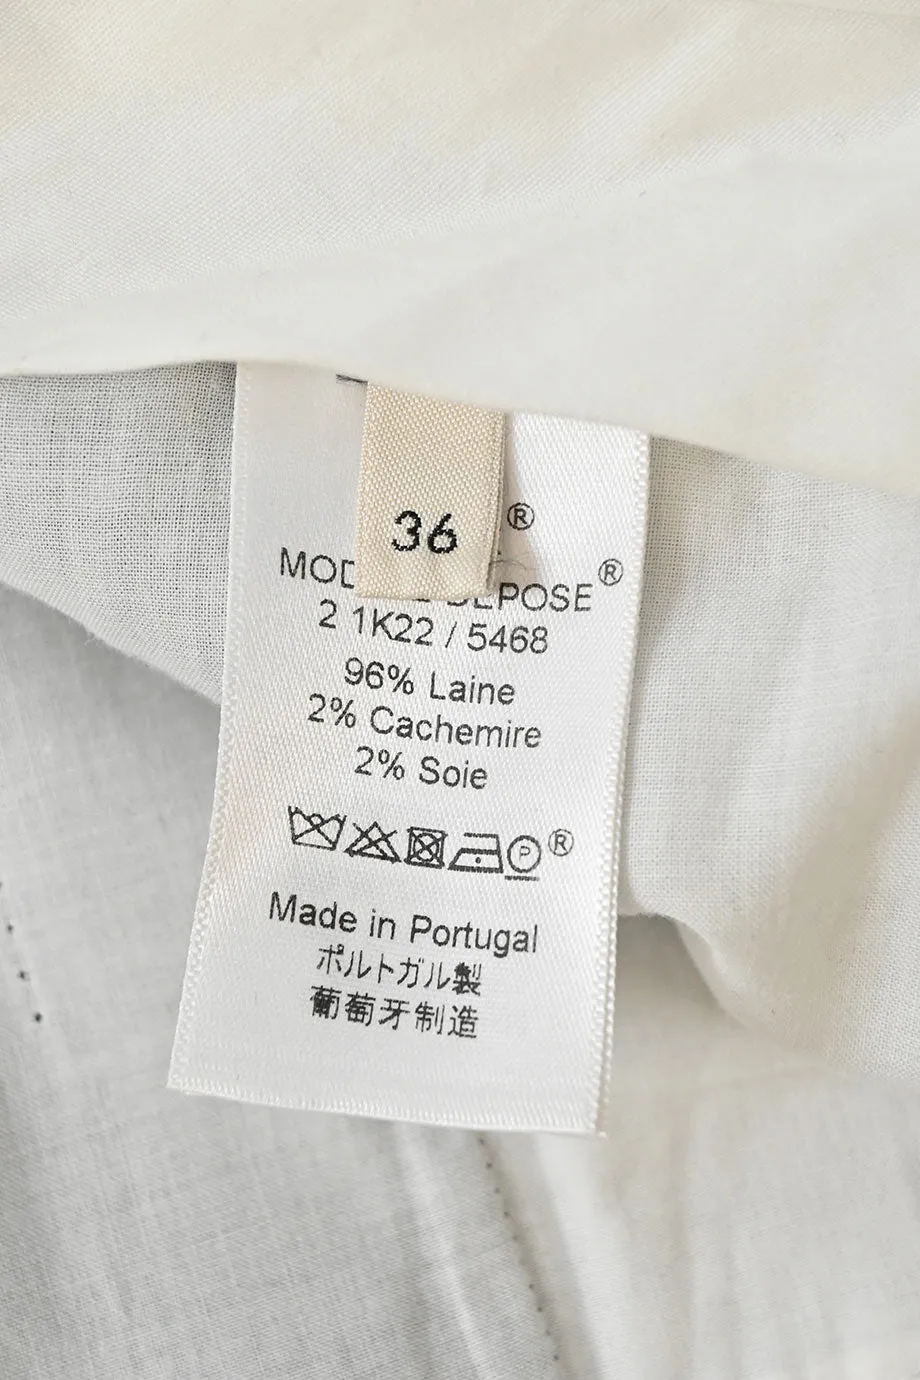 36
®
DEPOSE®
2 1K22 / 5468
96% Laine
2% Cachemire
2% Soie
P ®
Made in Portugal
ポルトガル製
葡萄牙制造